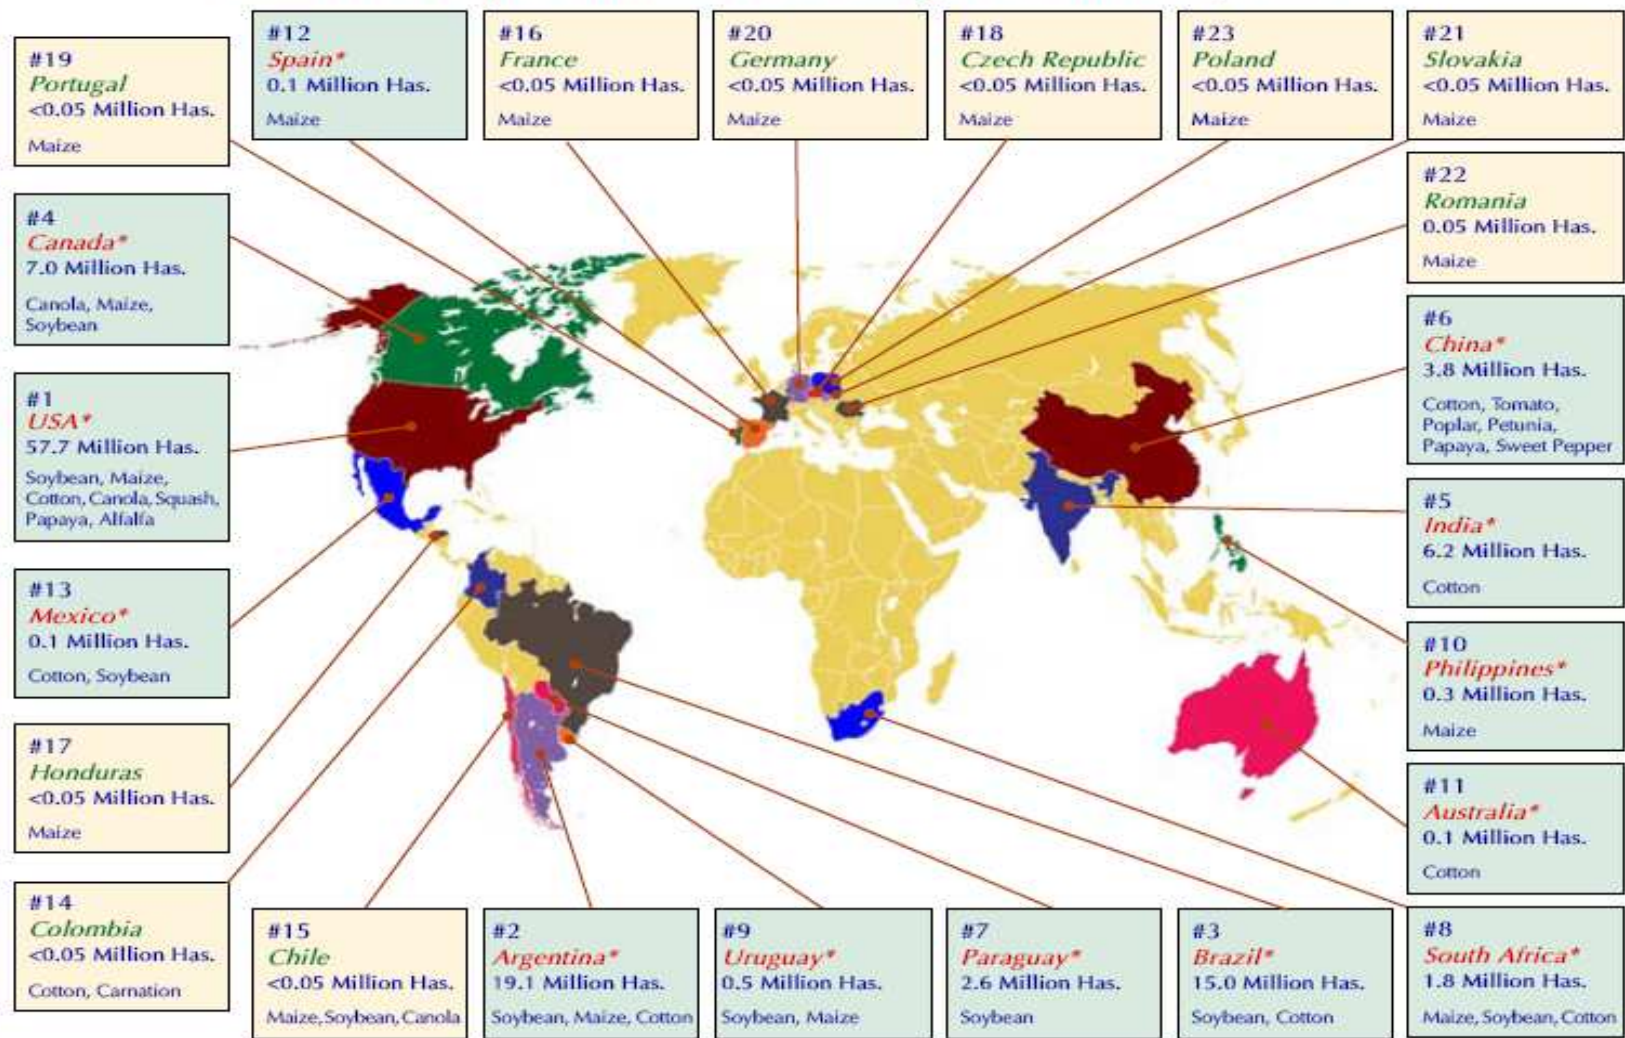 #19
Portugal
<0.05 Million Has.
Maize
#12
Spain*
0.1 Million Has.
Maize
#16
France
<0.05 Million Has.
Maize
#20
Germany
<0.05 Million Has.
Maize
#18
Czech Republic
<0.05 Million Has.
Maize
#23
Poland
<0.05 Million Has.
Maize
#21
Slovakia
<0.05 Million Has.
Maize
#22
Romania
0.05 Million Has.
Maize
#4
Canada*
7.0 Million Has.
Canola, Maize,
Soybean
#6
China*
3.8 Million Has.
Cotton, Tomato,
Poplar, Petunia,
Papaya, Sweet Pepper
#1
USA*
57.7 Million Has.
Soybean, Maize,
Cotton, Canola, Squash,
Papaya, Alfalfa
#5
India*
6.2 Million Has.
Cotton
#13
Mexico*
0.1 Million Has.
Cotton, Soybean
#10
Philippines*
0.3 Million Has.
Maize
#17
Honduras
<0.05 Million Has.
Maize
#11
Australia*
0.1 Million Has.
Cotton
#14
Colombia
<0.05 Million Has.
Cotton, Carnation
#15
Chile
<0.05 Million Has.
Maize, Soybean, Canola
#2
Argentina*
19.1 Million Has.
Soybean, Maize, Cotton
#9
Uruguay*
0.5 Million Has.
Soybean, Maize
#7
Paraguay*
2.6 Million Has.
Soybean
#3
Brazil*
15.0 Million Has.
Soybean, Cotton
#8
South Africa*
1.8 Million Has.
Maize, Soybean, Cotton